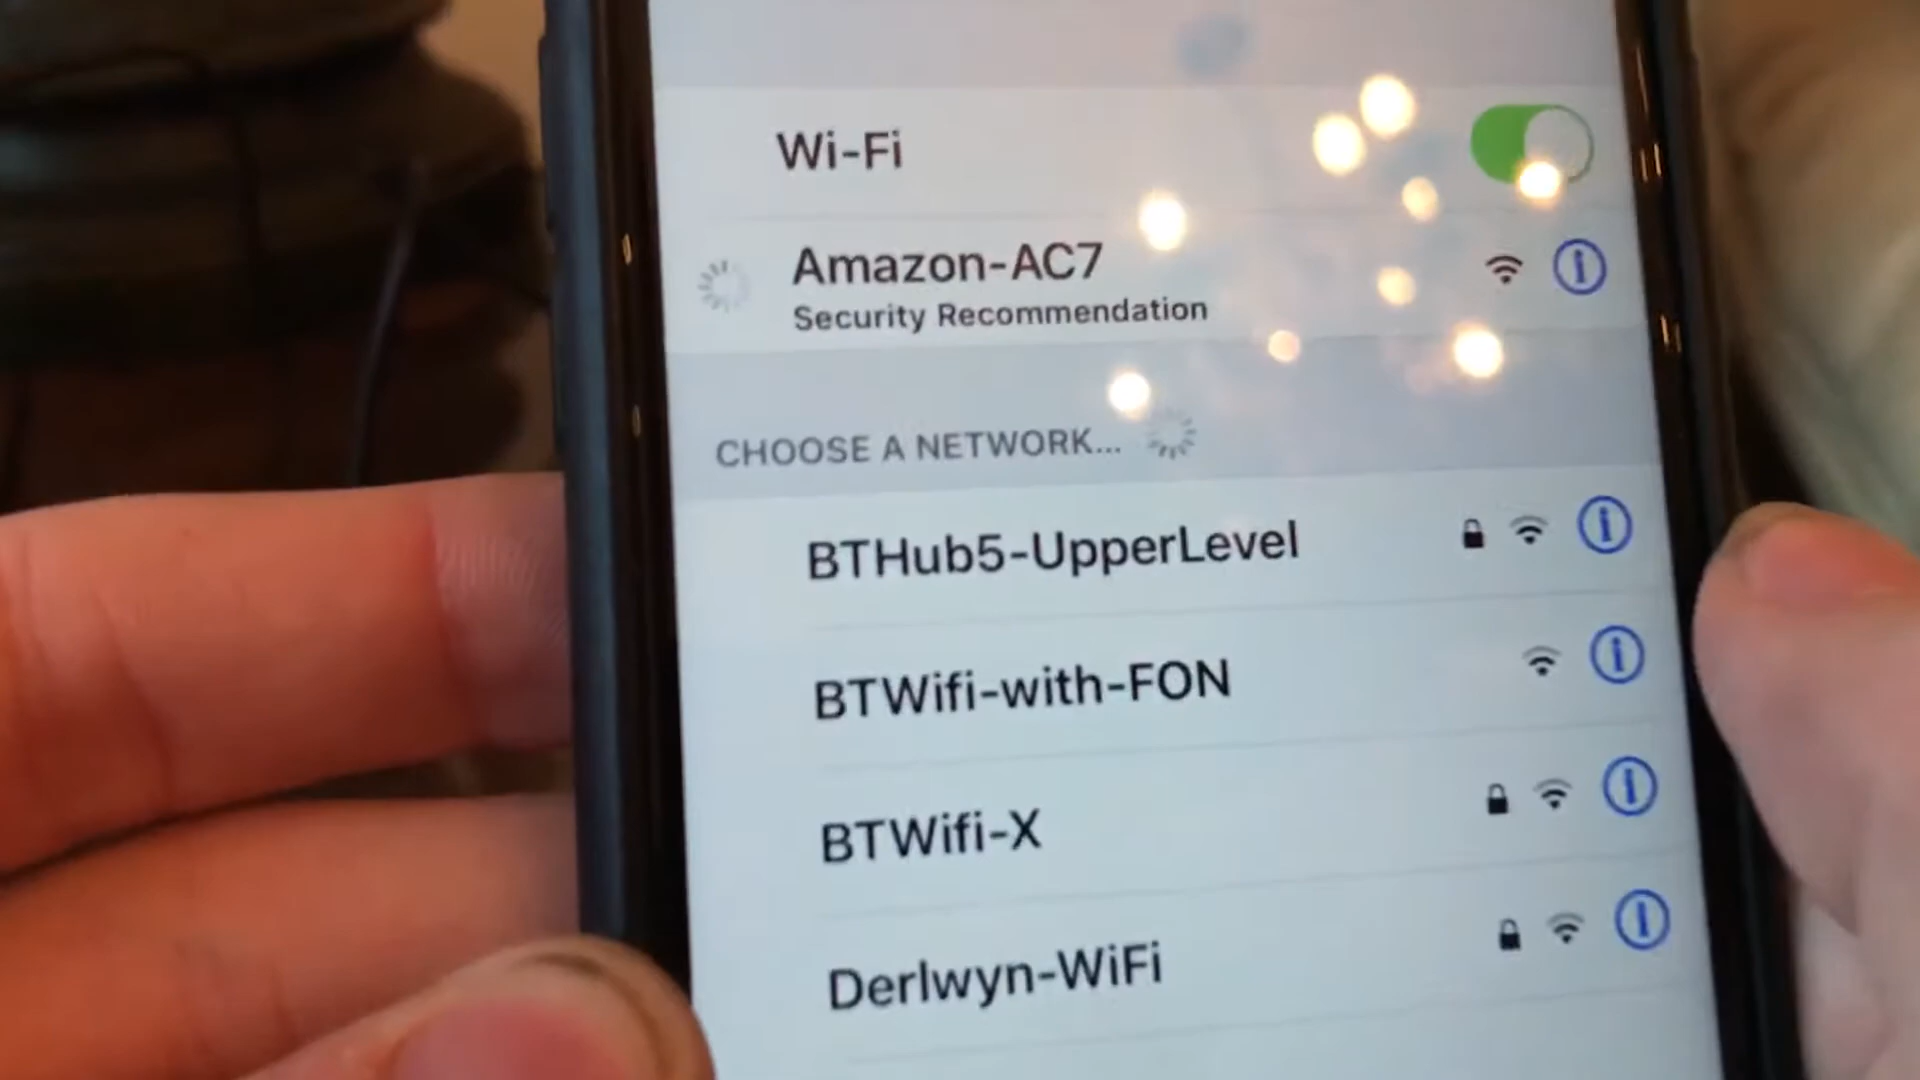 Wi-Fi
Amazon-AC7
Security Recommendation
CHOOSE A NETWORK...
BTHub5-UpperLevel
BTWifi-with-FON
BTWifi-X
Derlwyn-WiFi